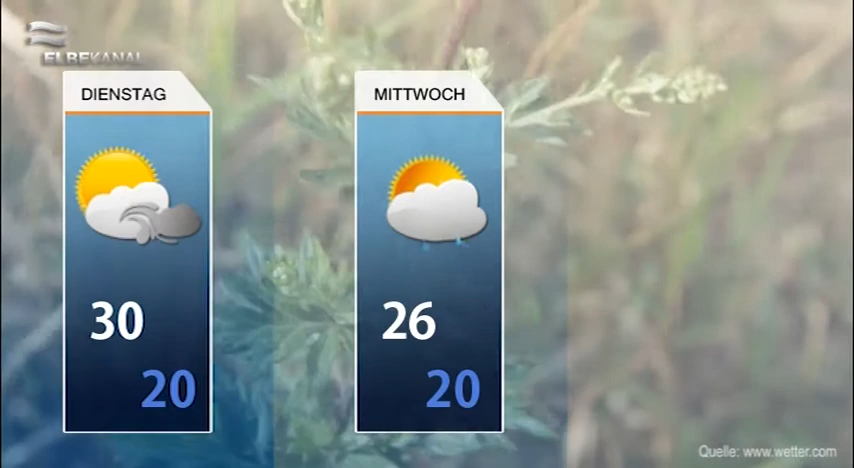 ELBEKANAL
DIENSTAG
MITTWOCH
30
26
20
20
Quelle: www.wetter.com